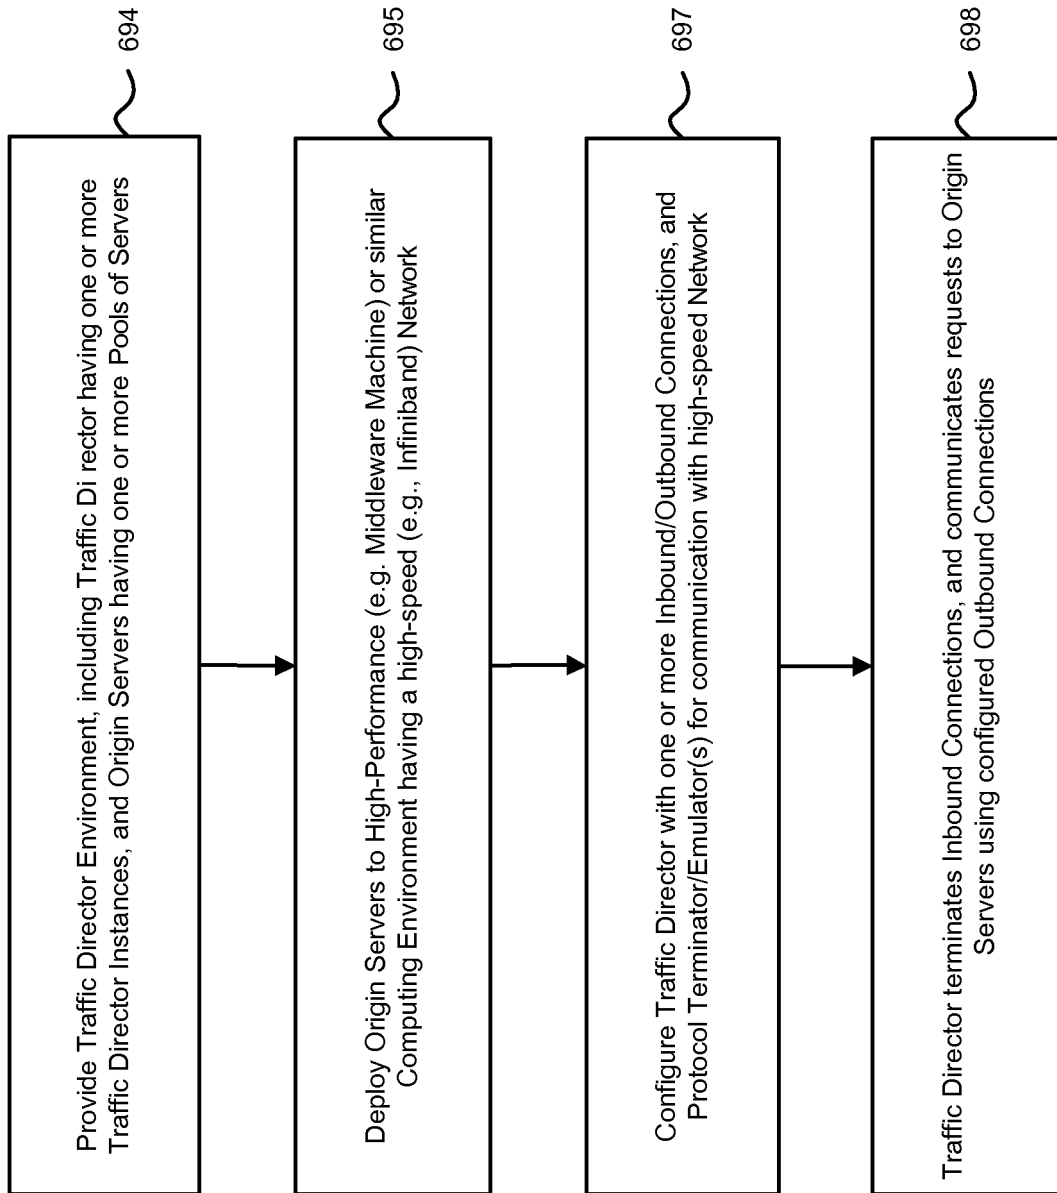 Provide Traffic Director Environment, including Traffic Di rector having one or more
Traffic Director Instances, and Origin Servers having one or more Pools of Servers
694
Deploy Origin Servers to High-Performance (e.g. Middleware Machine) or similar
Computing Environment having a high-speed (e.g., Infiniband) Network
695
Configure Traffic Director with one or more Inbound/Outbound Connections, and
Protocol Terminator/Emulator(s) for communication with high-speed Network
697
Traffic Director terminates Inbound Connections, and communicates requests to Origin
Servers using configured Outbound Connections
698